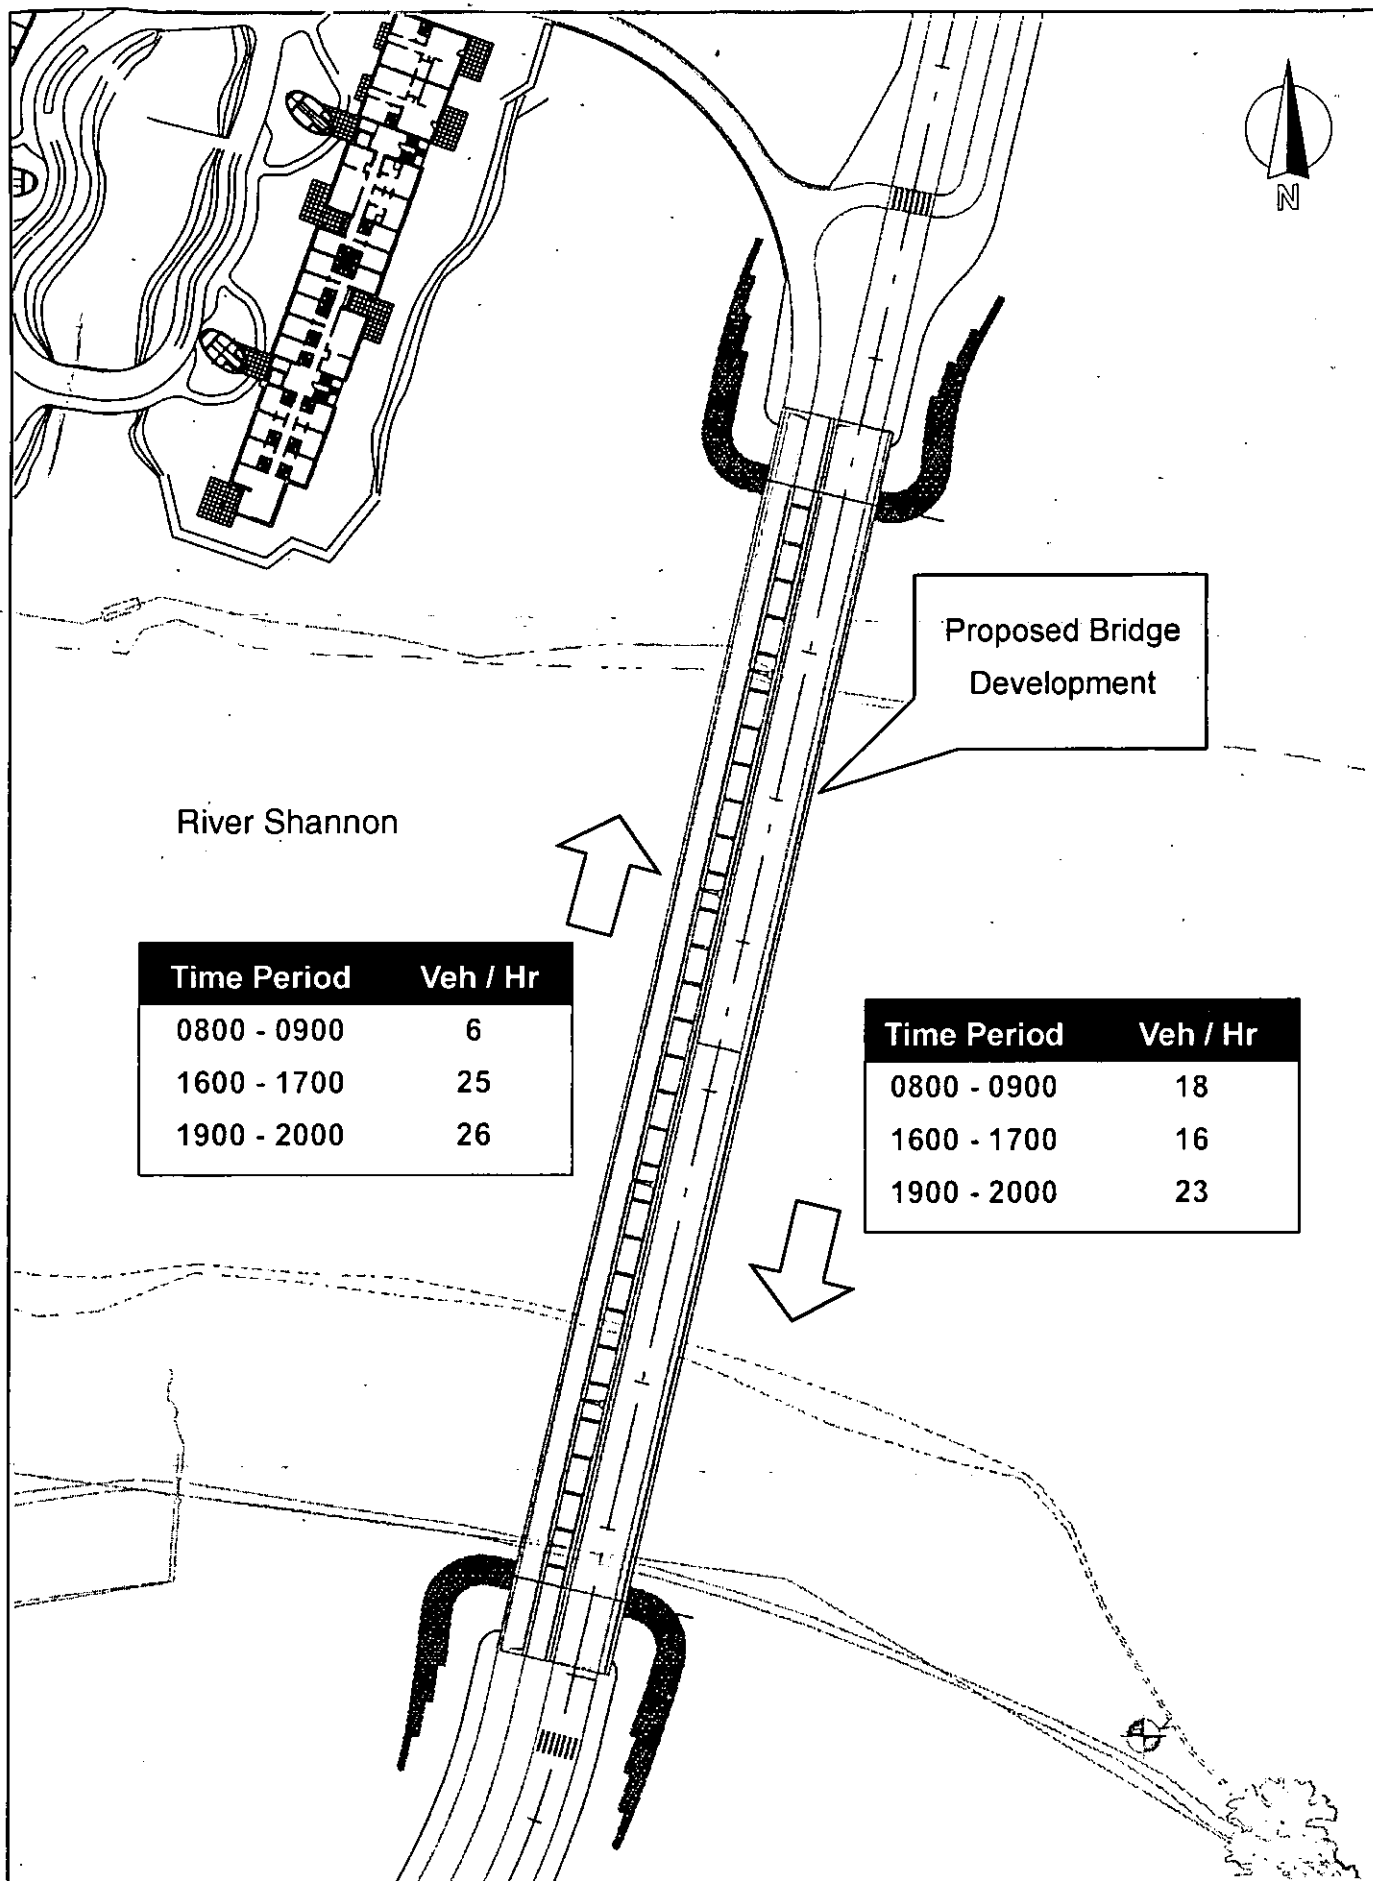 N
Proposed Bridge
Development
River Shannon
Time Period Veh / Hr
0800 - 0900 6
1600 - 1700 25
1900 - 2000 26
Time Period Veh / Hr
0800 - 0900 18
1600 - 1700 16
1900 - 2000 23